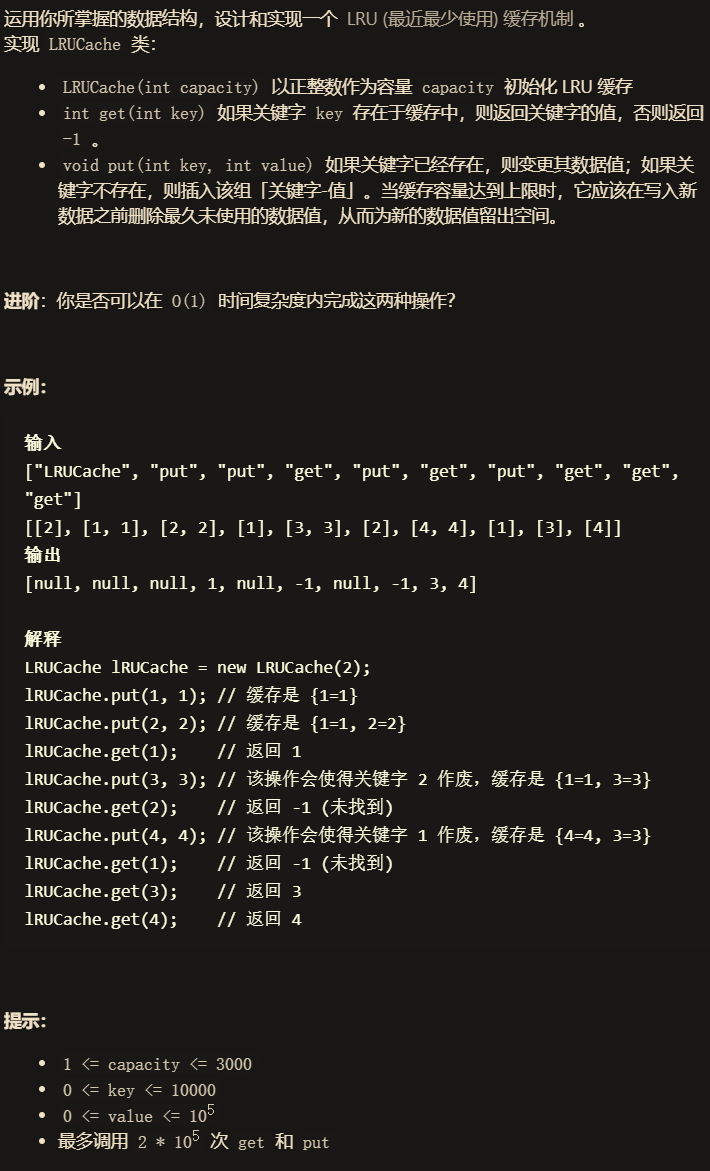 运用你所掌握的数据结构，设计和实现一个 LRU (最近最少使用) 缓存机制 。
实现 LRUCache 类：
• LRUCache(int capacity) 以正整数作为容量 capacity 初始化 LRU 缓存
• int get(int key) 如果关键字 key 存在于缓存中，则返回关键字的值，否则返回
-1 。
• void put(int key, int value) 如果关键字已经存在，则变更其数据值；如果关
键字不存在，则插入该组「关键字-值」。当缓存容量达到上限时，它应该在写入新
数据之前删除最久未使用的数据值，从而为新的数据值留出空间。
进阶：你是否可以在 O(1) 时间复杂度内完成这两种操作？
示例：
输入
["LRUCache", "put", "put", "get", "put", "get", "put", "get", "get",
"get"]
[[2], [1, 1], [2, 2], [1], [3, 3], [2], [4, 4], [1], [3], [4]]
输出
[null, null, null, 1, null, -1, null, -1, 3, 4]
解释
LRUCache lRUCache = new LRUCache(2);
lRUCache.put(1, 1); // 缓存是 {1=1}
lRUCache.put(2, 2); // 缓存是 {1=1, 2=2}
lRUCache.get(1);    // 返回 1
lRUCache.put(3, 3); // 该操作会使得关键字 2 作废，缓存是 {1=1, 3=3}
lRUCache.get(2);    // 返回 -1 (未找到)
lRUCache.put(4, 4); // 该操作会使得关键字 1 作废，缓存是 {4=4, 3=3}
lRUCache.get(1);    // 返回 -1 (未找到)
lRUCache.get(3);    // 返回 3
lRUCache.get(4);    // 返回 4
提示：
• 1 <= capacity <= 3000
• 0 <= key <= 10000
• 0 <= value <= 10⁵
• 最多调用 2 * 10⁵ 次 get 和 put